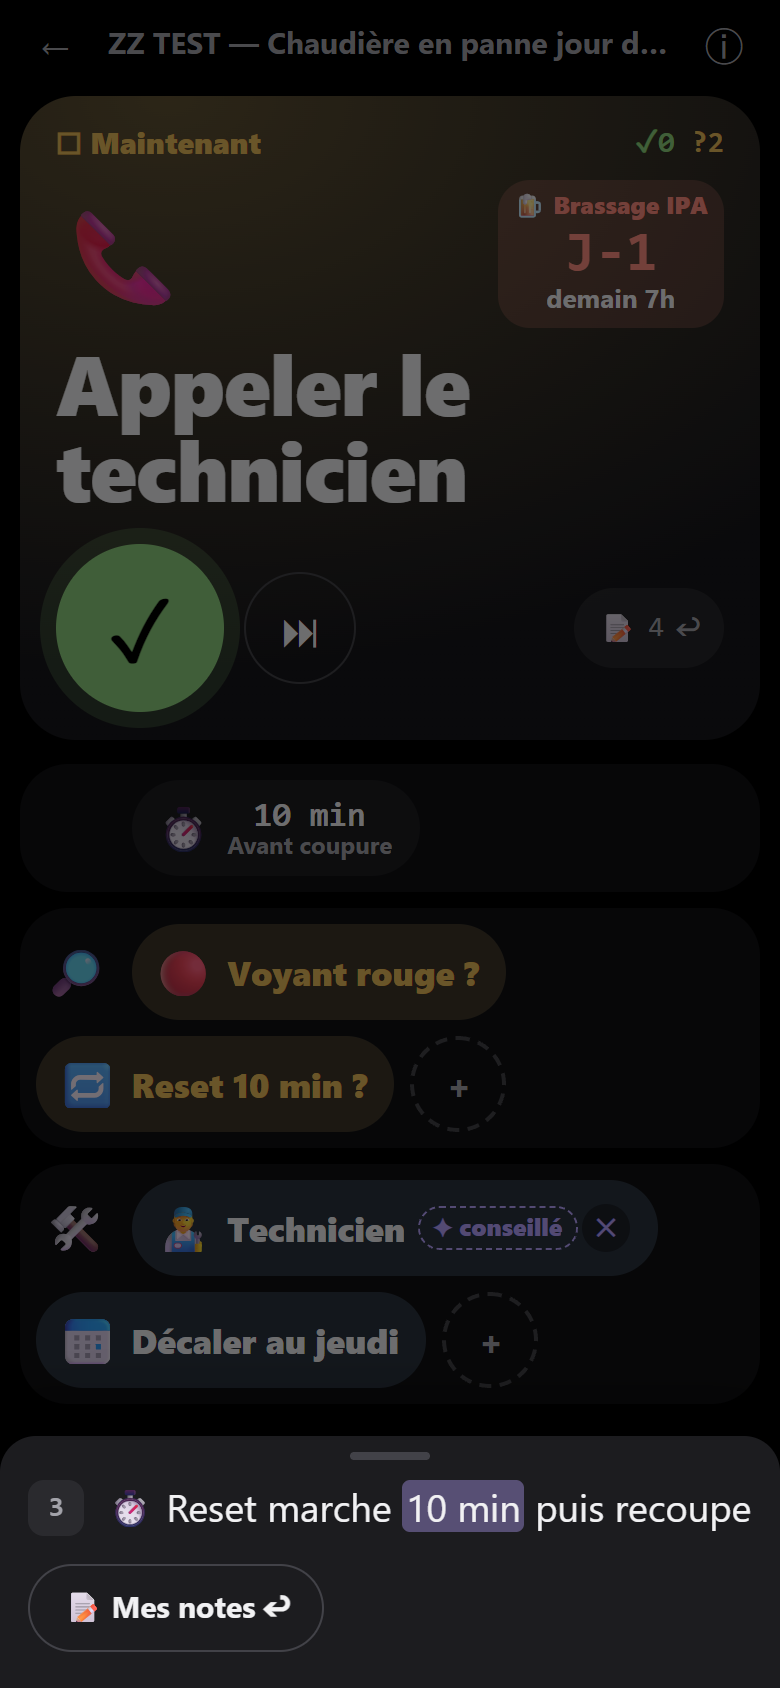 ← ZZ TEST — Chaudière en panne jour d... ⓘ
☐ Maintenant
✓0 ?2
🍺 Brassage IPA
J-1
demain 7h
Appeler le
technicien
✓ ⏭ 📝 4 ↩
⏱ 10 min
Avant coupure
🔎 🔴 Voyant rouge ?
🔁 Reset 10 min ? +
🛠 👨‍🔧 Technicien ✦ conseillé ✕
📅 Décaler au jeudi +
3 ⏱ Reset marche 10 min puis recoupe
📝 Mes notes ↩